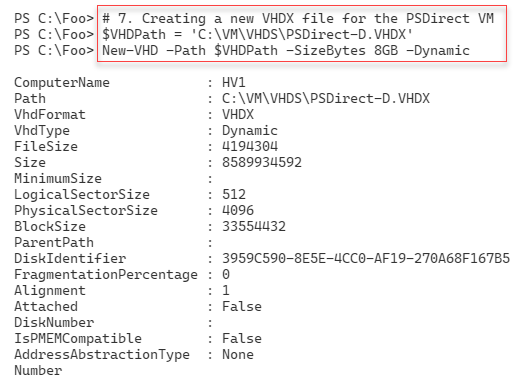 PS C:\Foo> # 7. Creating a new VHDX file for the PSDirect VM
PS C:\Foo> $VHDPath = 'C:\VM\VHDS\PSDirect-D.VHDX'
PS C:\Foo> New-VHD -Path $VHDPath -SizeBytes 8GB -Dynamic
ComputerName : HV1
Path : C:\VM\VHDS\PSDirect-D.VHDX
VhdFormat : VHDX
VhdType : Dynamic
FileSize : 4194304
Size : 8589934592
MinimumSize :
LogicalSectorSize : 512
PhysicalSectorSize : 4096
BlockSize : 33554432
ParentPath :
DiskIdentifier : 3959C590-8E5E-4CC0-AF19-270A68F167B5
FragmentationPercentage : 0
Alignment : 1
Attached : False
DiskNumber :
IsPMEMCompatible : False
AddressAbstractionType : None
Number